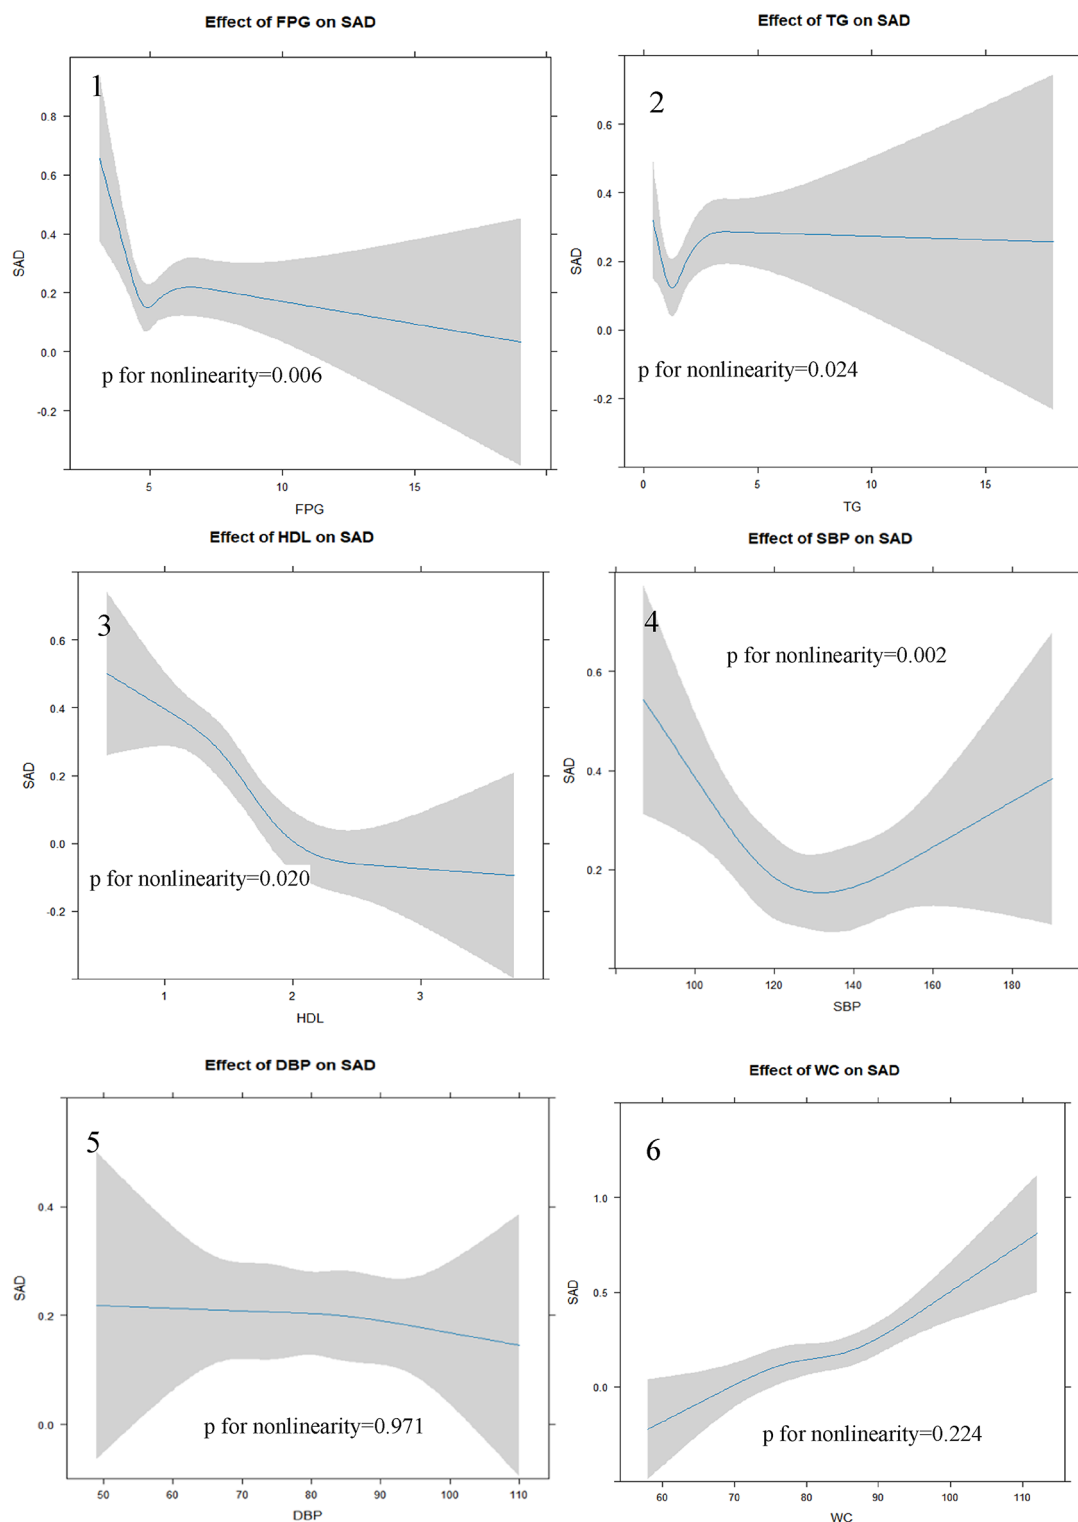 Effect of FPG on SAD
1
0.8
0.6
0.4
0.2
0.0
-0.2
SAD
p for nonlinearity=0.006
5
10
15
FPG
Effect of TG on SAD
2
0.6
0.4
0.2
0.0
-0.2
SAD
p for nonlinearity=0.024
0
5
10
15
TG
Effect of HDL on SAD
3
0.6
0.4
0.2
0.0
-0.2
SAD
p for nonlinearity=0.020
1
2
3
HDL
Effect of SBP on SAD
4
p for nonlinearity=0.002
0.6
0.4
0.2
SAD
100
120
140
160
180
SBP
Effect of DBP on SAD
5
0.4
0.2
0.0
SAD
p for nonlinearity=0.971
50
60
70
80
90
100
110
DBP
Effect of WC on SAD
6
1.0
0.5
0.0
SAD
p for nonlinearity=0.224
60
70
80
90
100
110
WC